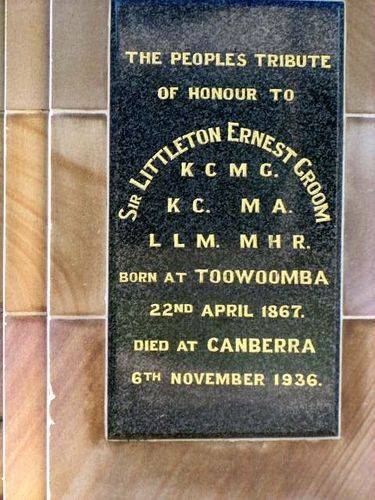 THE PEOPLES TRIBUTE
OF HONOUR TO
SIR LITTLETON ERNEST GROOM
K C M G.
K C. M A.
L L M. M H R.
BORN AT TOOWOOMBA
22ND APRIL 1867.
DIED AT CANBERRA
6TH NOVEMBER 1936.